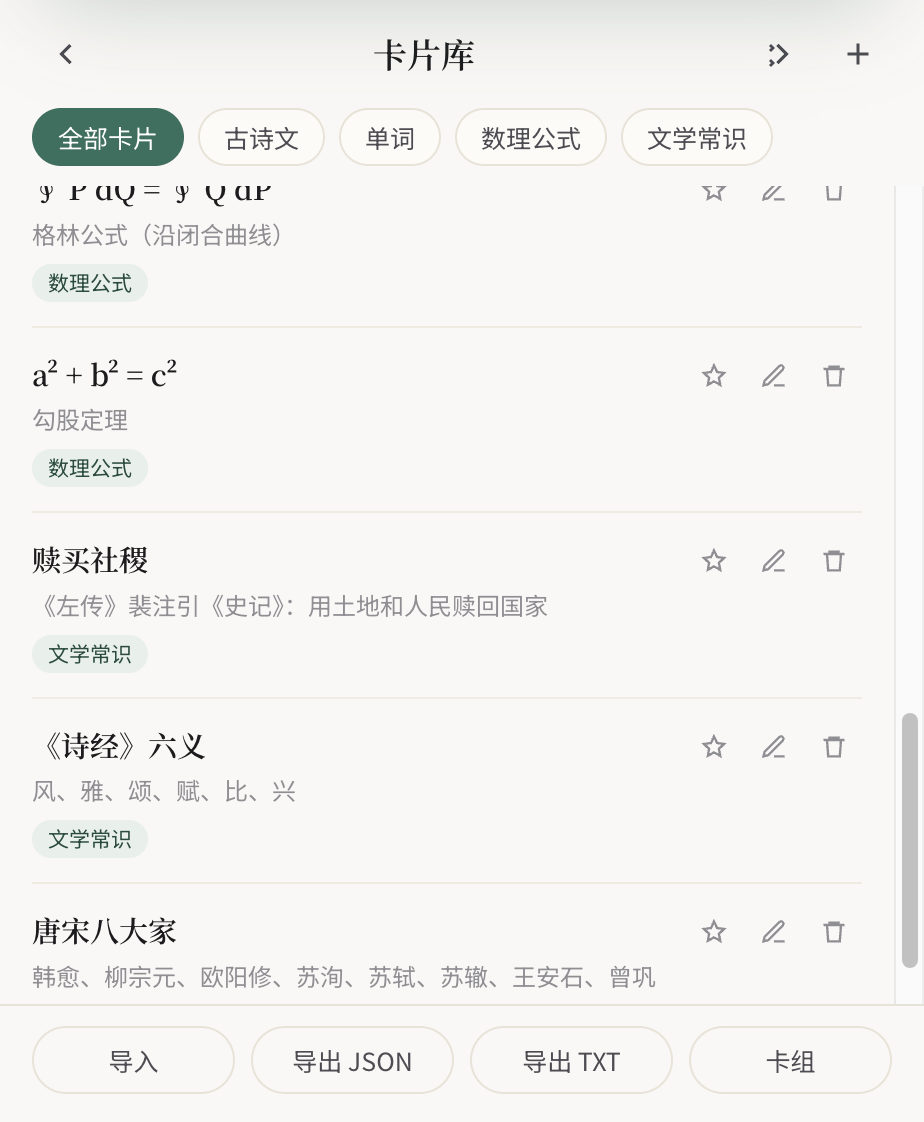 卡片库
全部卡片 古诗文 单词 数理公式 文学常识
∮ P dQ = ∮ Q dP
格林公式（沿闭合曲线）
数理公式
a² + b² = c²
勾股定理
数理公式
赎买社稷
《左传》裴注引《史记》：用土地和人民赎回国家
文学常识
《诗经》六义
风、雅、颂、赋、比、兴
文学常识
唐宋八大家
韩愈、柳宗元、欧阳修、苏洵、苏轼、苏辙、王安石、曾巩
导入 导出 JSON 导出 TXT 卡组